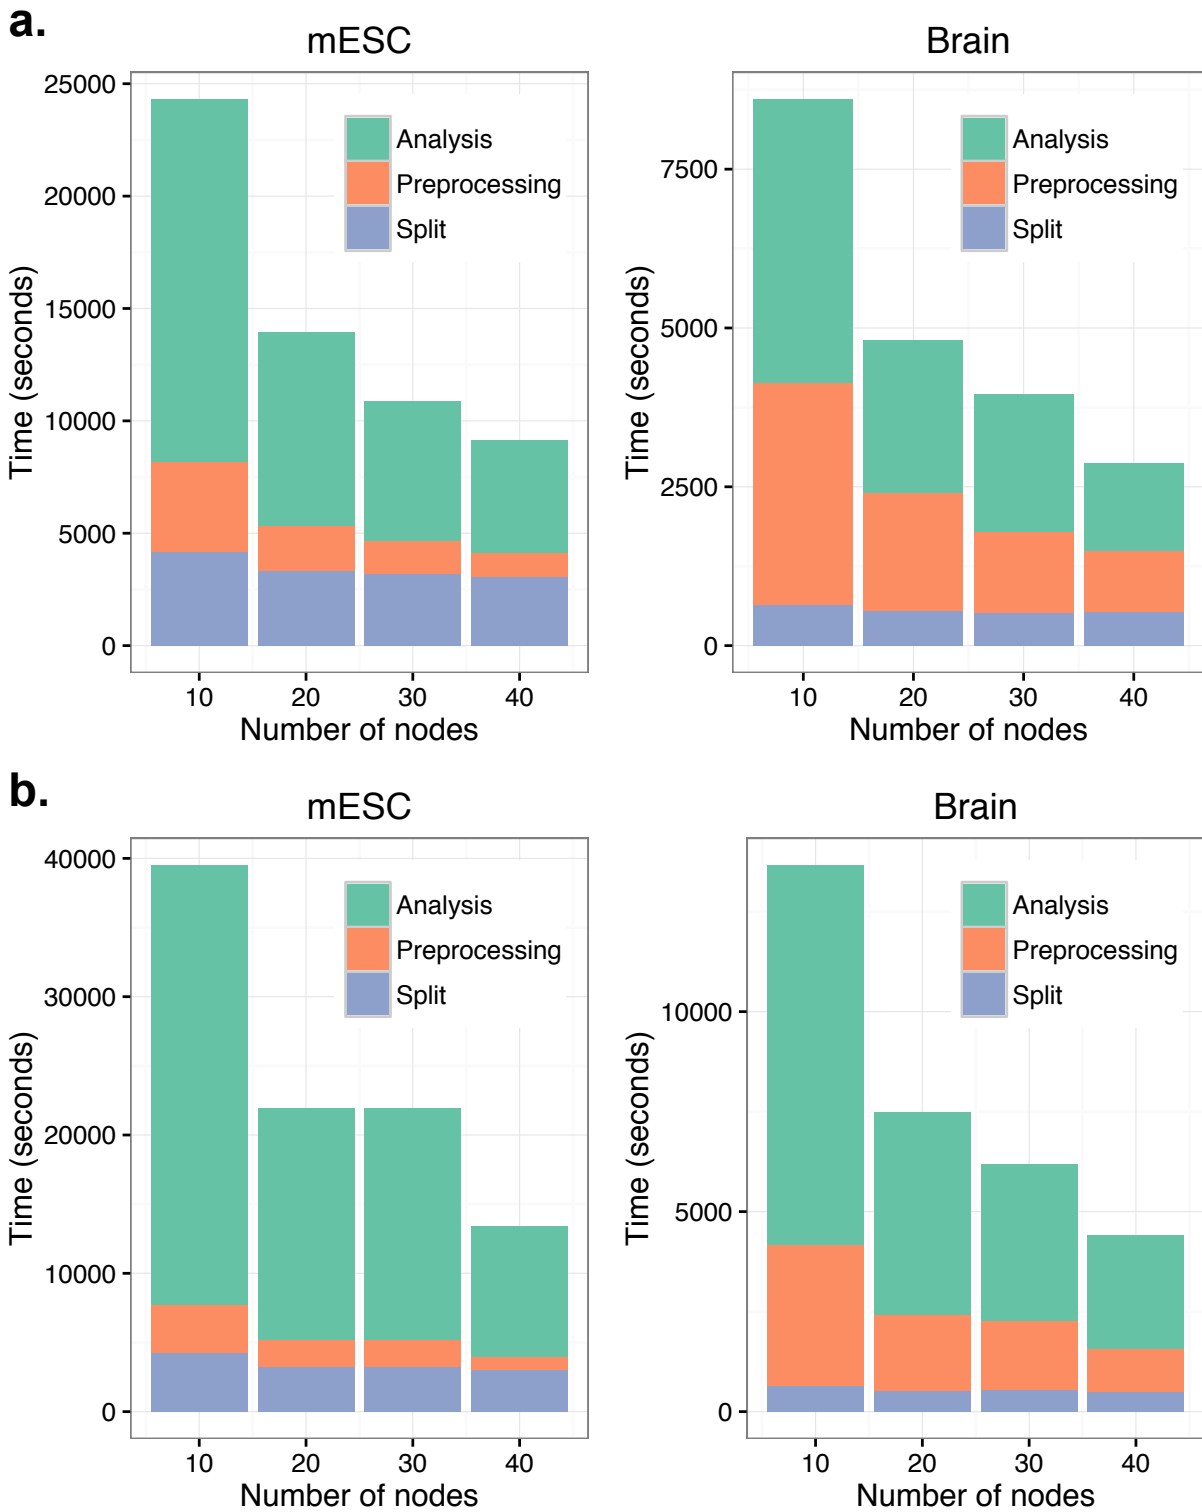 a.
mESC
25000
20000
15000
10000
5000
0
Time (seconds)
Analysis
Preprocessing
Split
10 20 30 40
Number of nodes
Brain
7500
5000
2500
0
Time (seconds)
Analysis
Preprocessing
Split
10 20 30 40
Number of nodes
b.
mESC
40000
30000
20000
10000
0
Time (seconds)
Analysis
Preprocessing
Split
10 20 30 40
Number of nodes
Brain
10000
5000
0
Time (seconds)
Analysis
Preprocessing
Split
10 20 30 40
Number of nodes